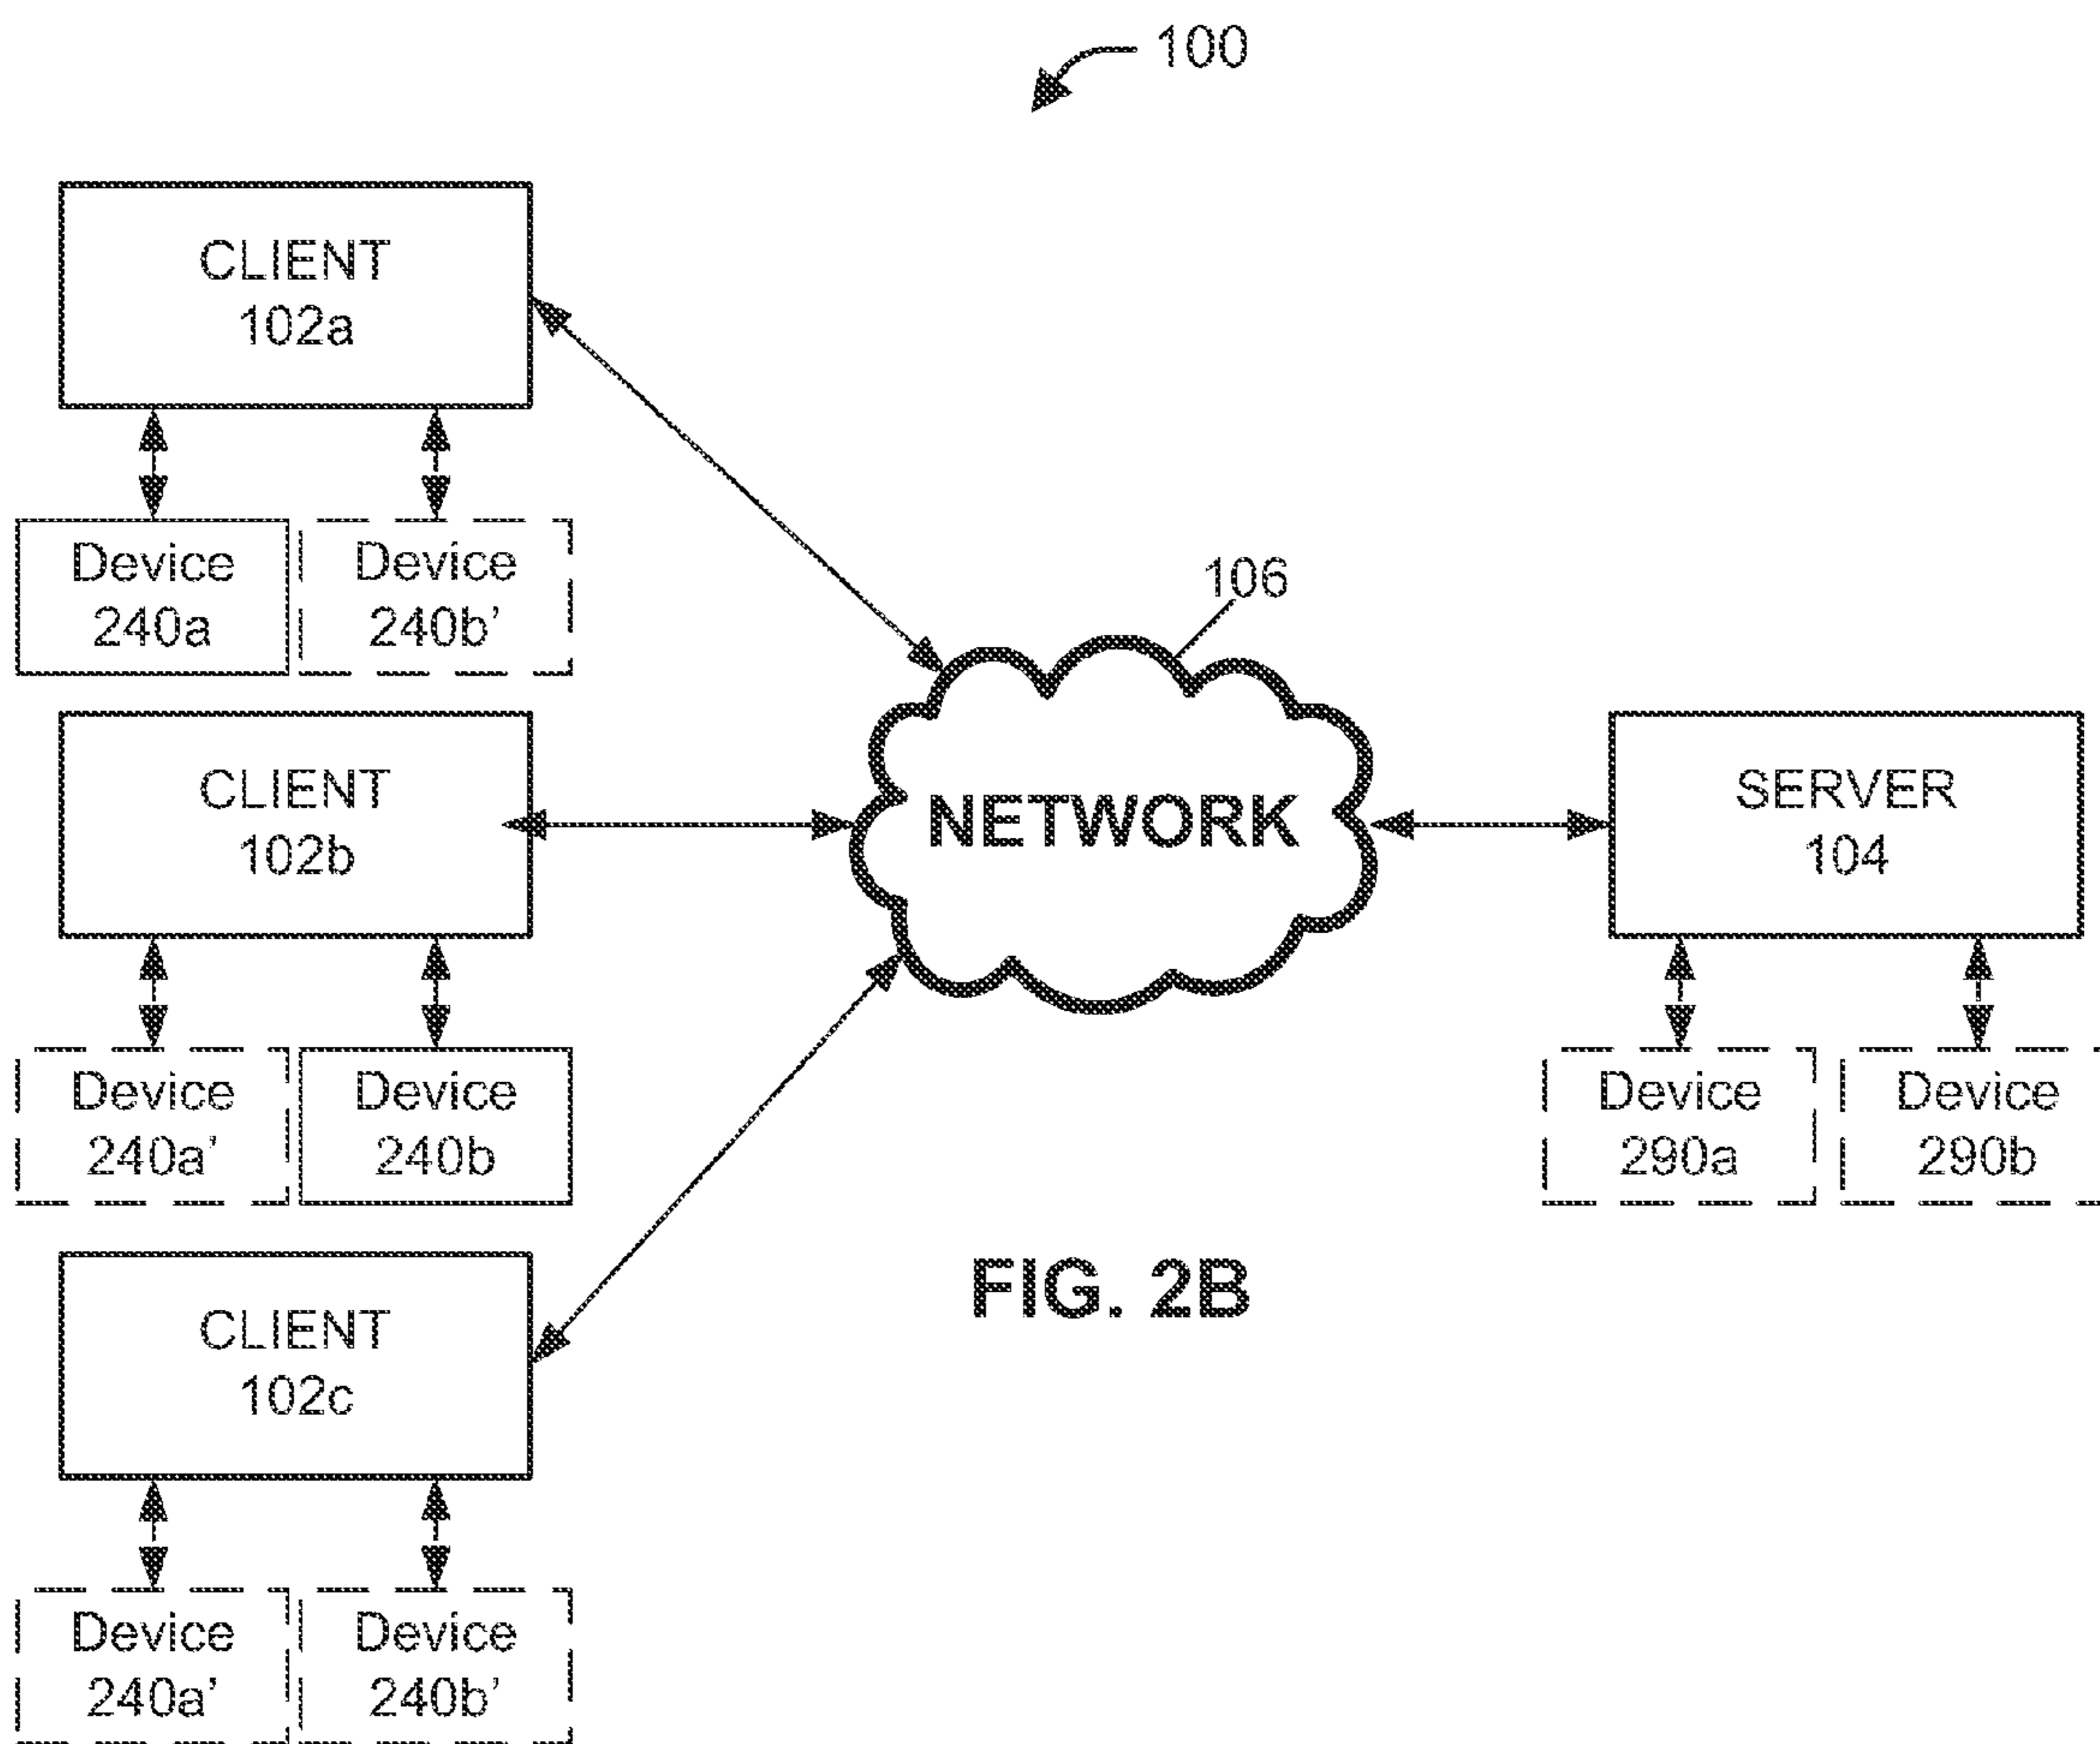 100
CLIENT
102a
Device
240a
Device
240b’
106
CLIENT
102b
NETWORK
SERVER
104
Device
240a’
Device
240b
Device
290a
Device
290b
FIG. 2B
CLIENT
102c
Device
240a’
Device
240b’